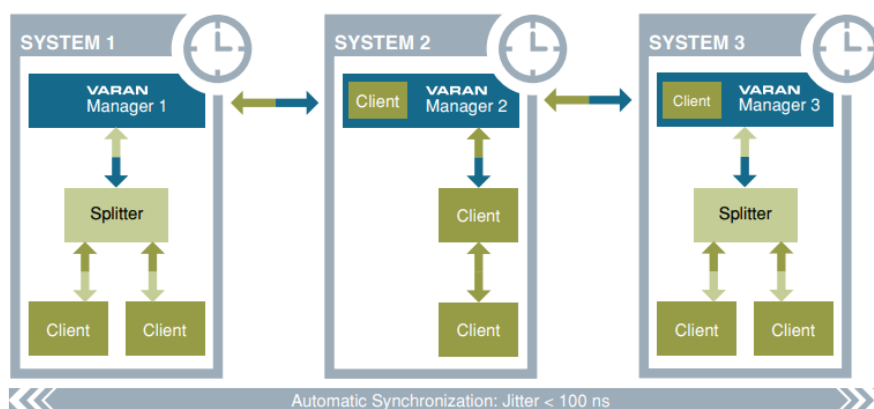 SYSTEM 1
VARAN
Manager 1
Splitter
Client
Client
SYSTEM 2
Client
VARAN
Manager 2
Client
Client
SYSTEM 3
Client
VARAN
Manager 3
Splitter
Client
Client
Automatic Synchronization: Jitter < 100 ns